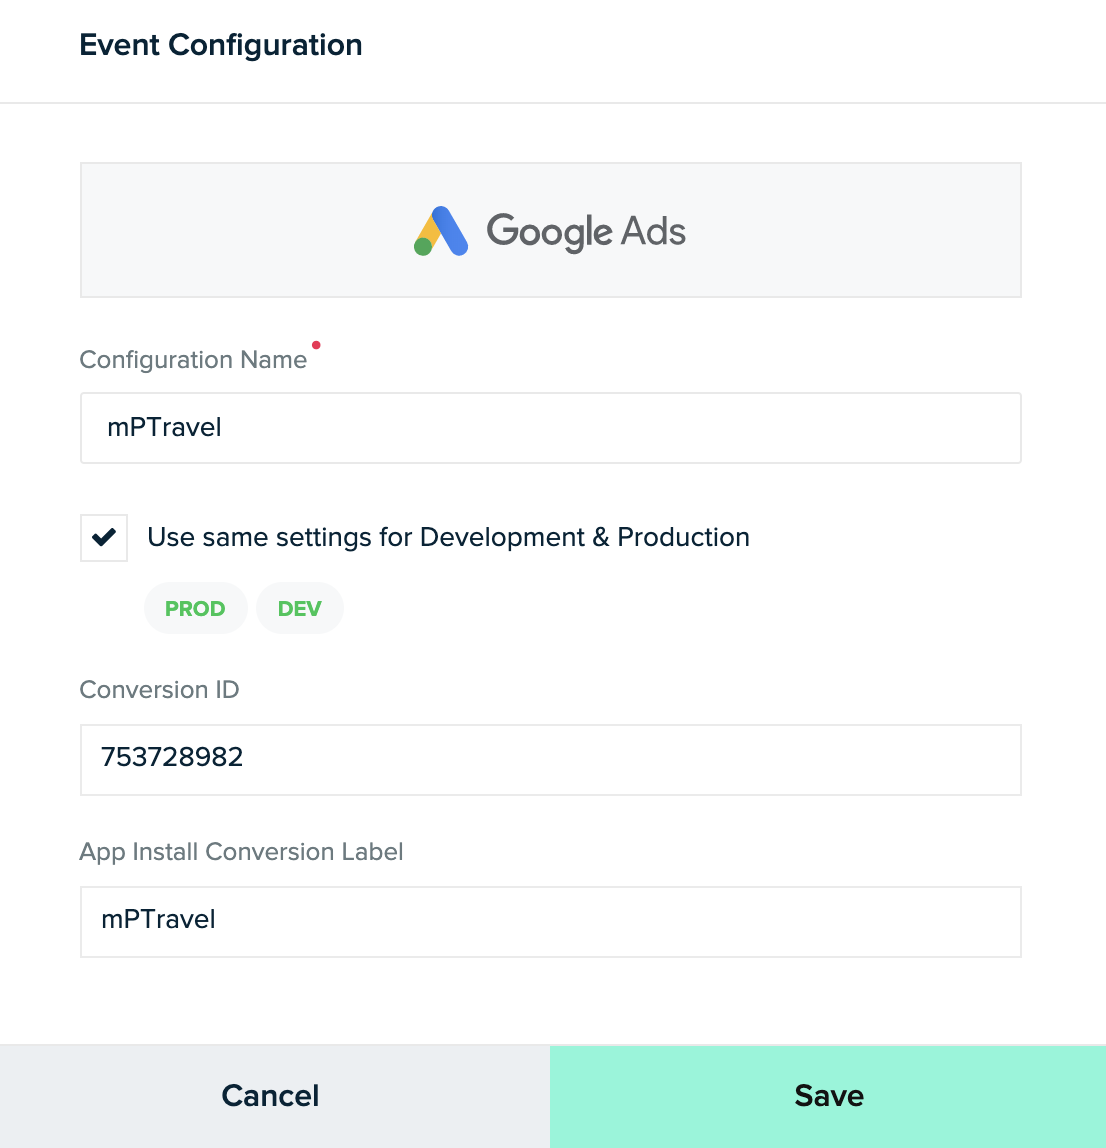 Event Configuration
Google Ads
Configuration Name
mPTravel
Use same settings for Development & Production
PROD DEV
Conversion ID
753728982
App Install Conversion Label
mPTravel
Cancel Save